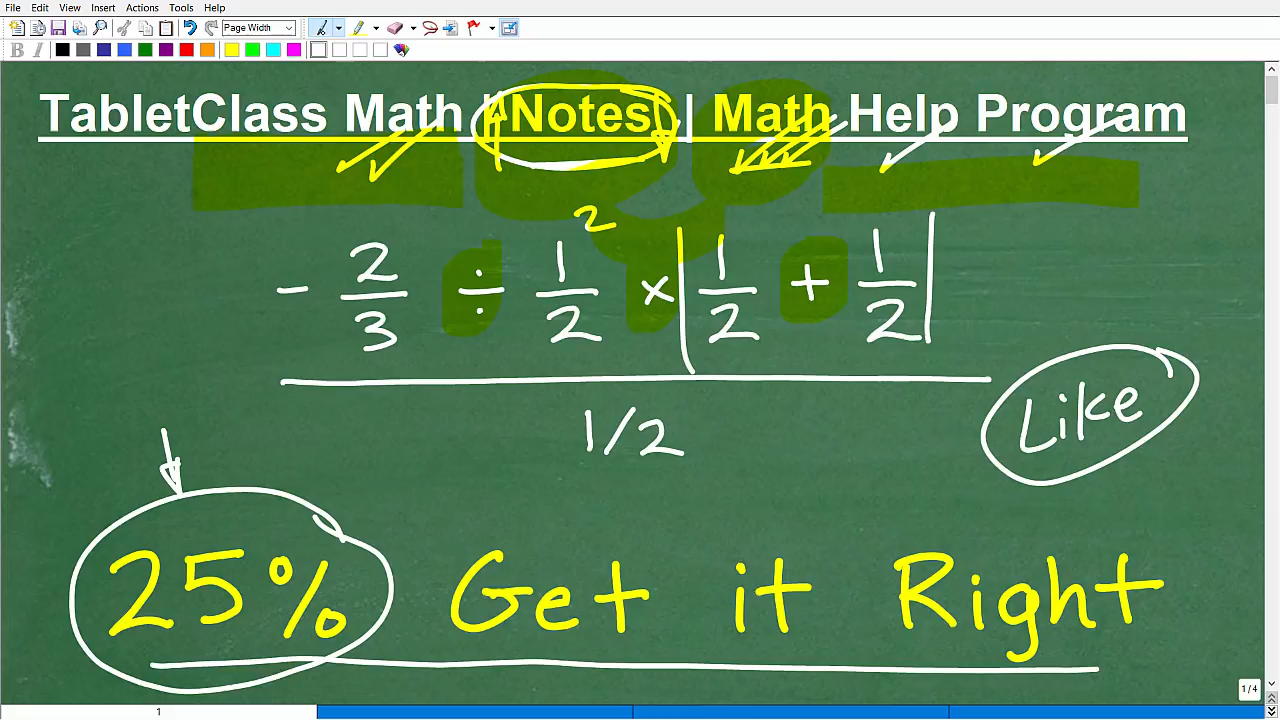 File Edit View Insert Actions Tools Help
Page Width
B I
TabletClass Math | Notes | Math Help Program
2
- 2/3 ÷ 1/2 × | 1/2 + 1/2 |
1/2
Like
25% Get it Right
1/4
1